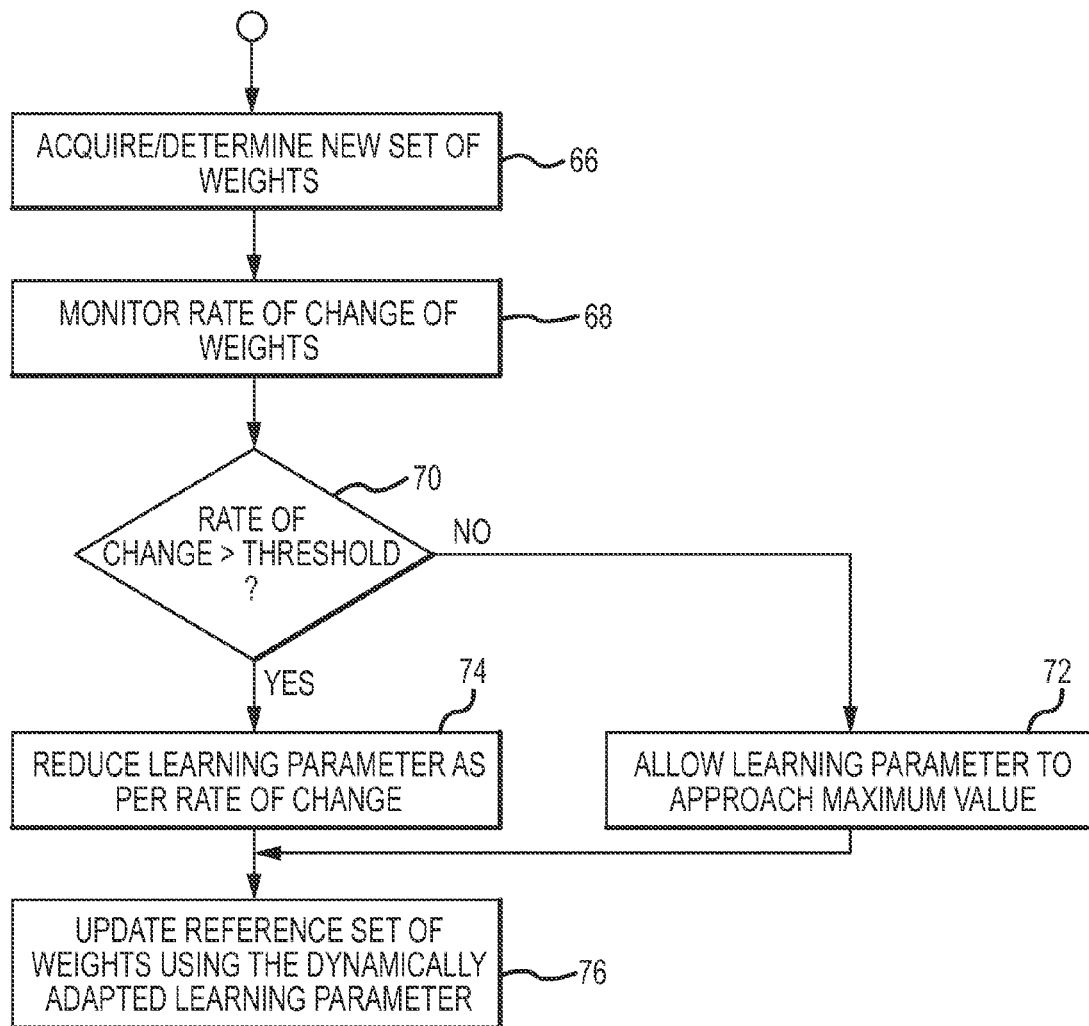 ACQUIRE/DETERMINE NEW SET OF
WEIGHTS
66
MONITOR RATE OF CHANGE OF
WEIGHTS
68
70
RATE OF
CHANGE > THRESHOLD
?
NO
YES
74
72
REDUCE LEARNING PARAMETER AS
PER RATE OF CHANGE
ALLOW LEARNING PARAMETER TO
APPROACH MAXIMUM VALUE
UPDATE REFERENCE SET OF
WEIGHTS USING THE DYNAMICALLY
ADAPTED LEARNING PARAMETER
76